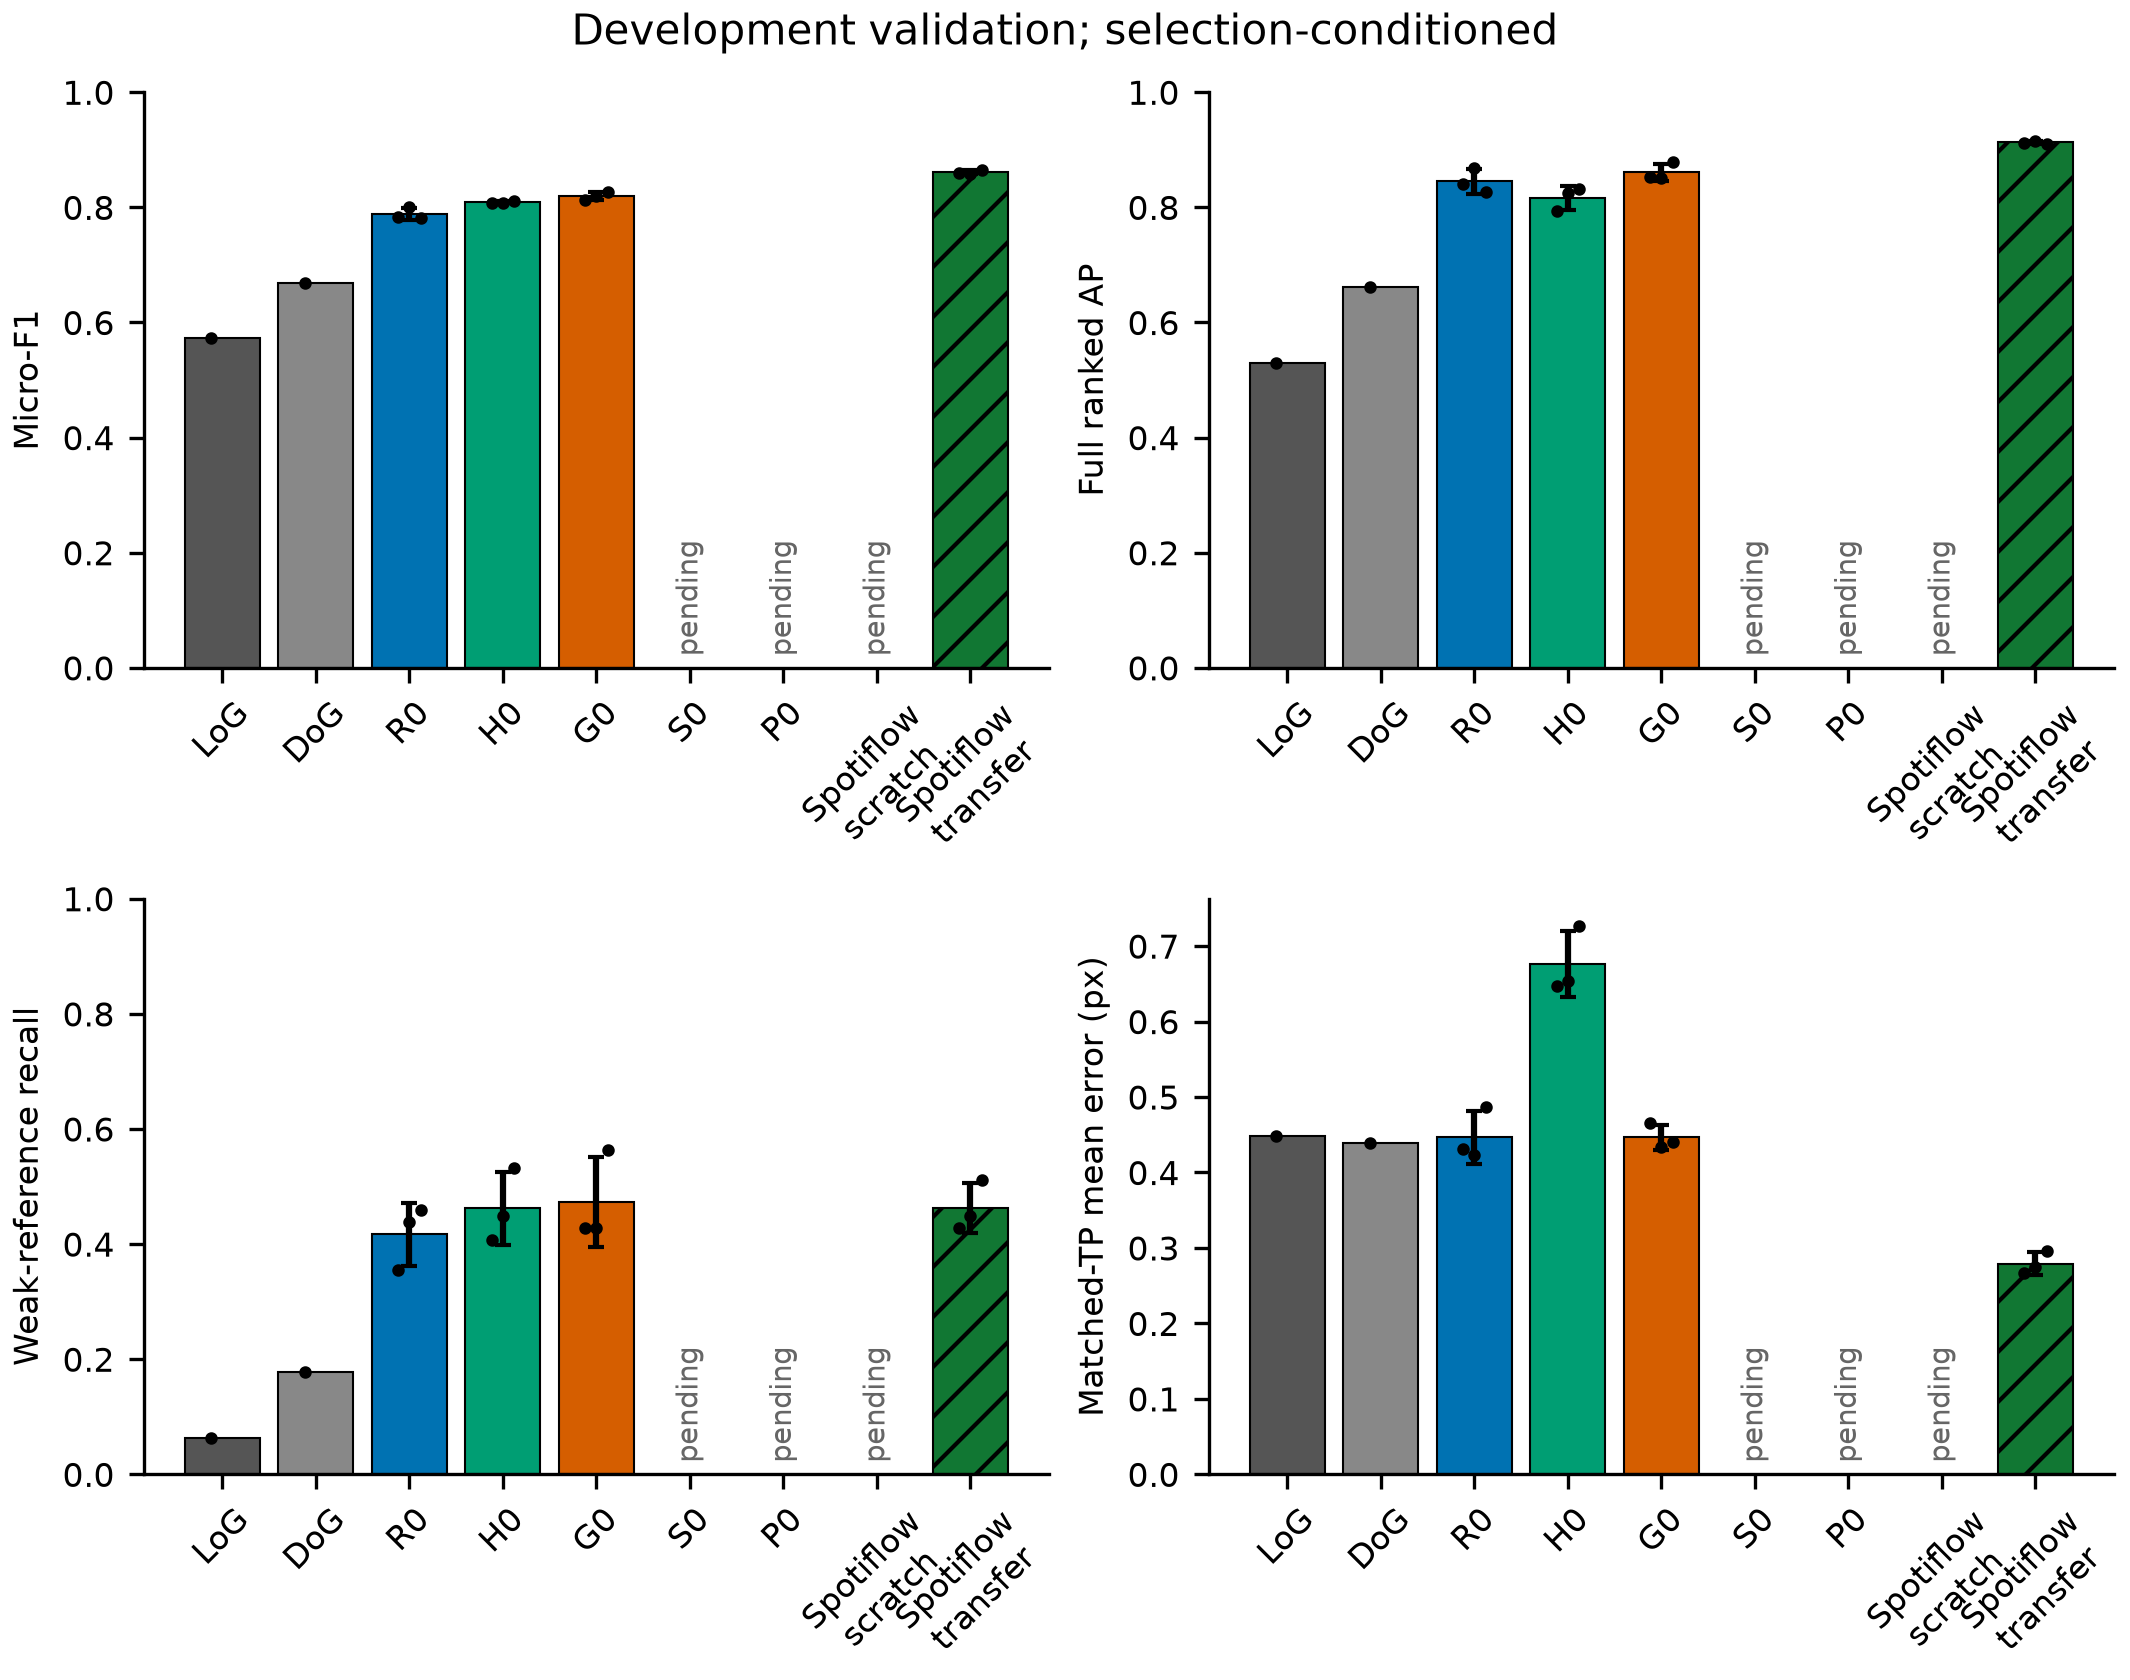 Development validation; selection-conditioned
Micro-F1
1.0
0.8
0.6
0.4
0.2
0.0
pending
pending
pending
LoG
DoG
R0
H0
G0
S0
P0
Spotiflow
scratch
Spotiflow
transfer
Full ranked AP
1.0
0.8
0.6
0.4
0.2
0.0
pending
pending
pending
LoG
DoG
R0
H0
G0
S0
P0
Spotiflow
scratch
Spotiflow
transfer
Weak-reference recall
1.0
0.8
0.6
0.4
0.2
0.0
pending
pending
pending
LoG
DoG
R0
H0
G0
S0
P0
Spotiflow
scratch
Spotiflow
transfer
Matched-TP mean error (px)
0.7
0.6
0.5
0.4
0.3
0.2
0.1
0.0
pending
pending
pending
LoG
DoG
R0
H0
G0
S0
P0
Spotiflow
scratch
Spotiflow
transfer